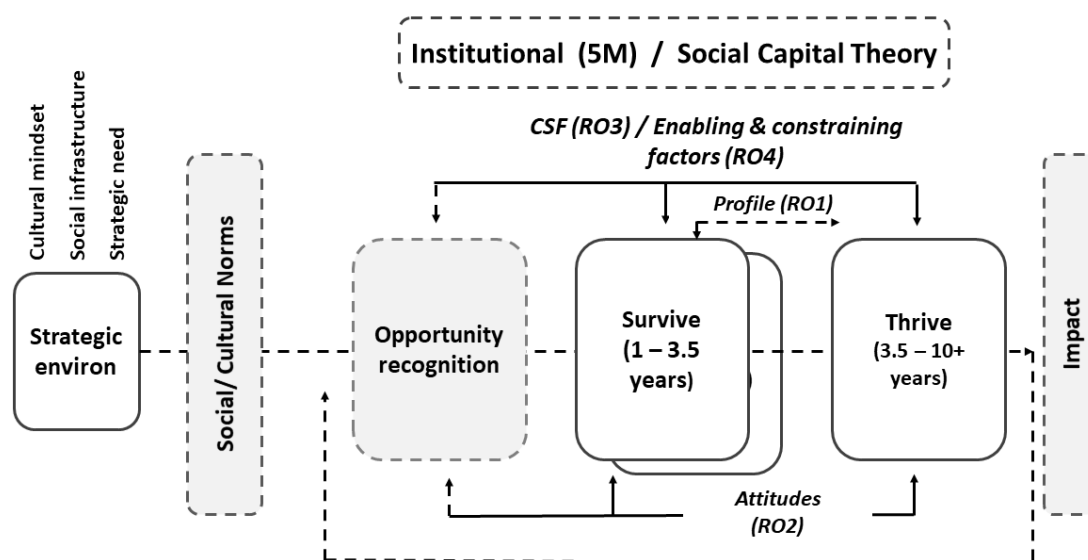 Institutional (5M) / Social Capital Theory
CSF (RO3) / Enabling & constraining
factors (RO4)
Cultural mindset
Social infrastructure
Strategic need
Profile (RO1)
Strategic
environ
Social/ Cultural Norms
Opportunity
recognition
Survive
(1 – 3.5
years)
)
Thrive
(3.5 – 10+
years)
Impact
Attitudes
(RO2)